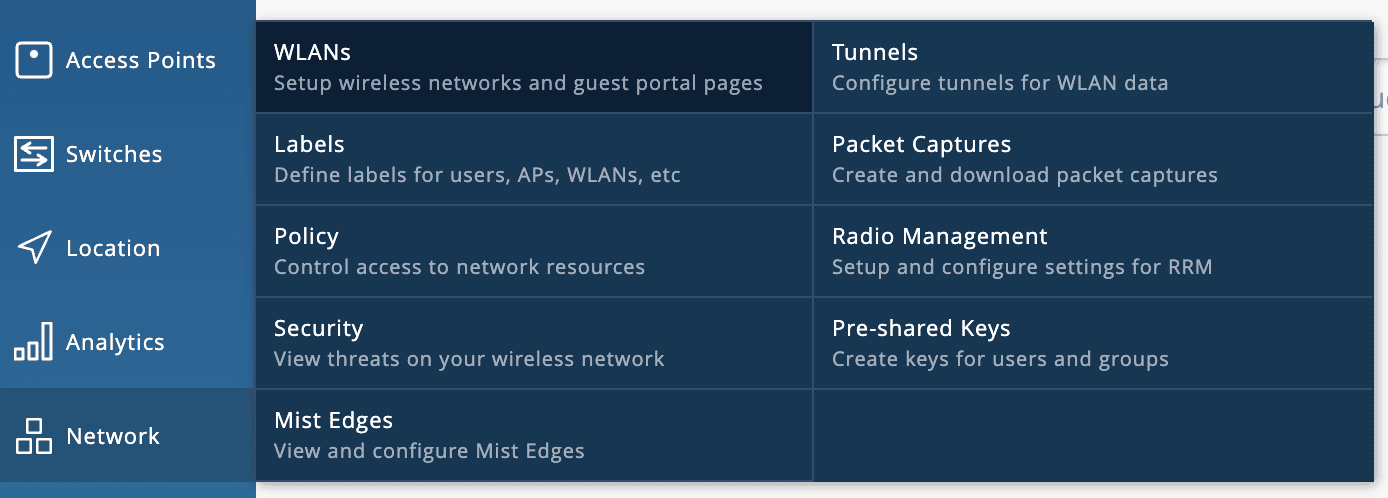 Access Points
Switches
Location
Analytics
Network
WLANs
Setup wireless networks and guest portal pages
Labels
Define labels for users, APs, WLANs, etc
Policy
Control access to network resources
Security
View threats on your wireless network
Mist Edges
View and configure Mist Edges
Tunnels
Configure tunnels for WLAN data
Packet Captures
Create and download packet captures
Radio Management
Setup and configure settings for RRM
Pre-shared Keys
Create keys for users and groups